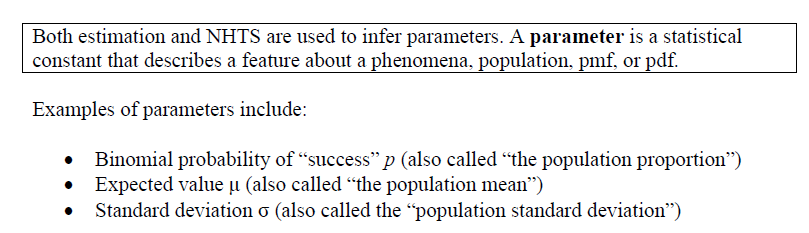 Both estimation and NHTS are used to infer parameters. A parameter is a statistical
constant that describes a feature about a phenomena, population, pmf, or pdf.
Examples of parameters include:
• Binomial probability of “success” p (also called “the population proportion”)
• Expected value μ (also called “the population mean”)
• Standard deviation σ (also called the “population standard deviation”)